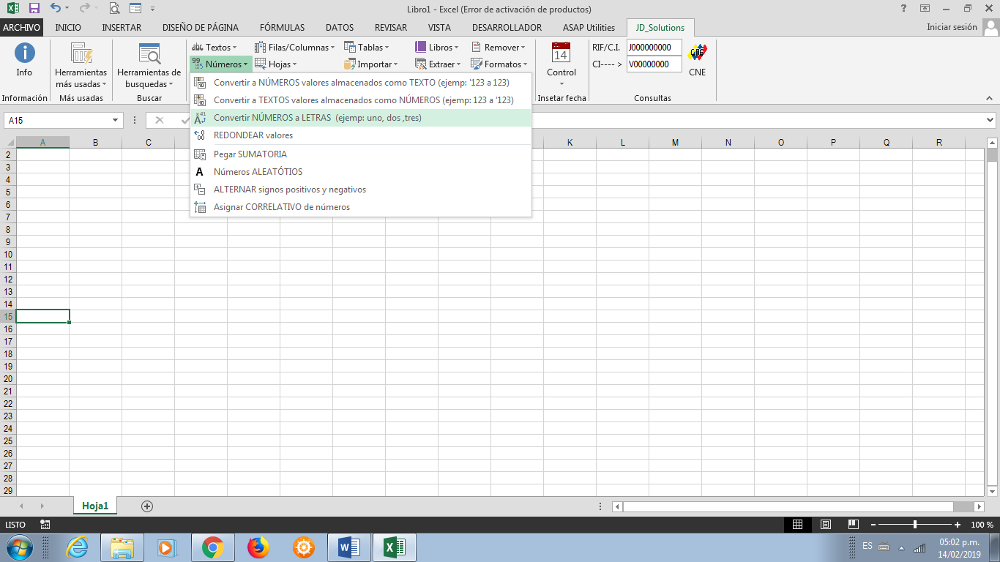 Libro1 - Excel (Error de activación de productos)
ARCHIVO INICIO INSERTAR DISEÑO DE PÁGINA FÓRMULAS DATOS REVISAR VISTA DESARROLLADOR ASAP Utilities JD_Solutions Iniciar sesión
Textos Filas/Columnas Tablas Libros Remover RIF/C.I. J000000000
Números Hojas Importar Extraer Formatos CI---- > V00000000
Info Herramientas más usadas Herramientas de busquedas Control CNE
Información Más usadas Buscar Insetar fecha Consultas
Convertir a NÚMEROS valores almacenados como TEXTO (ejemp: '123 a 123)
Convertir a TEXTOS valores almacenados como NÚMEROS (ejemp: 123 a '123)
Convertir NÚMEROS a LETRAS (ejemp: uno, dos ,tres)
REDONDEAR valores
Pegar SUMATORIA
Números ALEATÓTIOS
ALTERNAR signos positivos y negativos
Asignar CORRELATIVO de números
A15
A B C K L M N O P Q R
2
3
4
5
6
7
8
9
10
11
12
13
14
15
16
17
18
19
20
21
22
23
24
25
26
27
28
29
Hoja1
LISTO 100 %
ES 05:02 p.m.
14/02/2019